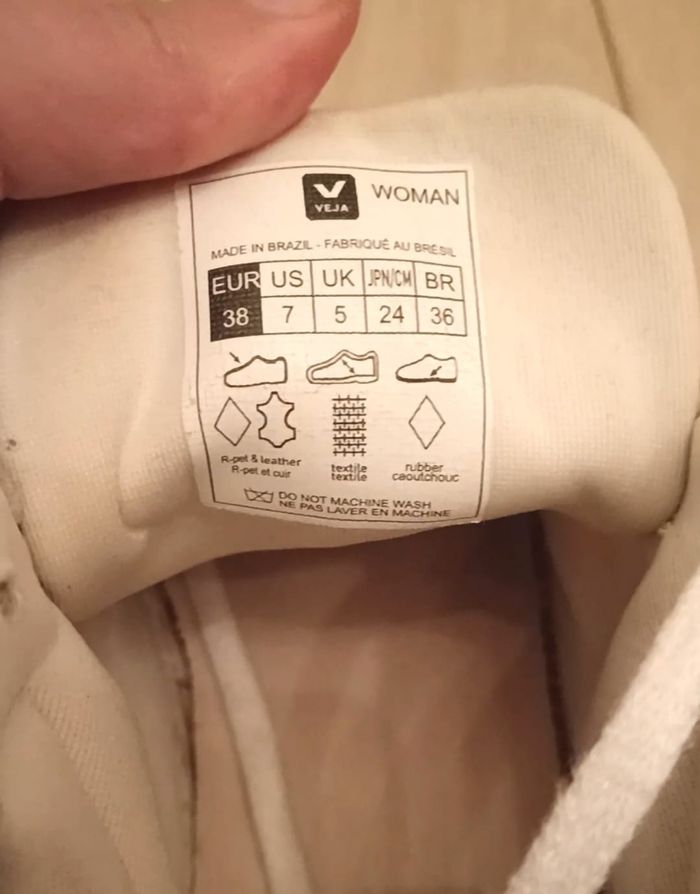 VEJA
WOMAN
MADE IN BRAZIL - FABRIQUÉ AU BRÉSIL
EUR US UK JPN/CM BR
38 7 5 24 36
R-pet & leather
R-pet et cuir
textile
textile
rubber
caoutchouc
DO NOT MACHINE WASH
NE PAS LAVER EN MACHINE